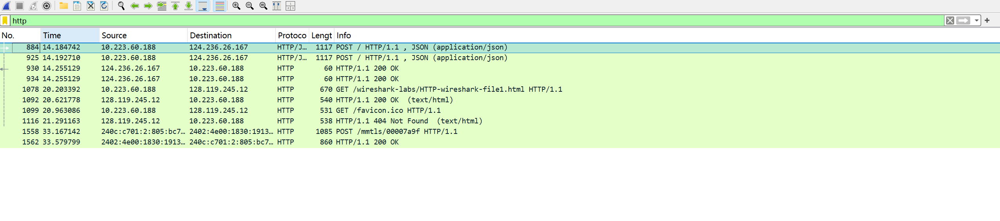 http
No. Time Source Destination Protoco Lengt Info
884 14.184742 10.223.60.188 124.236.26.167 HTTP/J… 1117 POST / HTTP/1.1 , JSON (application/json)
925 14.192710 10.223.60.188 124.236.26.167 HTTP/J… 1117 POST / HTTP/1.1 , JSON (application/json)
930 14.255129 124.236.26.167 10.223.60.188 HTTP 60 HTTP/1.1 200 OK
934 14.255129 124.236.26.167 10.223.60.188 HTTP 60 HTTP/1.1 200 OK
1078 20.203392 10.223.60.188 128.119.245.12 HTTP 670 GET /wireshark-labs/HTTP-wireshark-file1.html HTTP/1.1
1092 20.621778 128.119.245.12 10.223.60.188 HTTP 540 HTTP/1.1 200 OK  (text/html)
1099 20.963086 10.223.60.188 128.119.245.12 HTTP 531 GET /favicon.ico HTTP/1.1
1116 21.291163 128.119.245.12 10.223.60.188 HTTP 538 HTTP/1.1 404 Not Found  (text/html)
1558 33.167142 240c:c701:2:805:bc7… 2402:4e00:1830:1913… HTTP 1085 POST /mmtls/00007a9f HTTP/1.1
1562 33.579799 2402:4e00:1830:1913… 240c:c701:2:805:bc7… HTTP 860 HTTP/1.1 200 OK